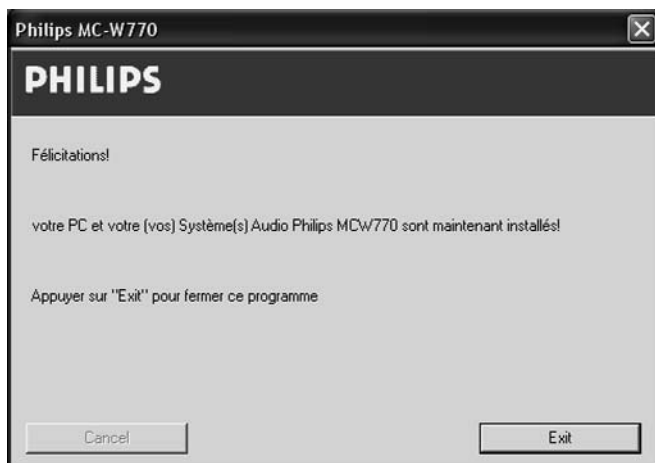 Philips MC-W770
PHILIPS
Félicitations!
votre PC et votre (vos) Système(s) Audio Philips MCW770 sont maintenant installés!
Appuyer sur "Exit" pour fermer ce programme
Cancel
Exit